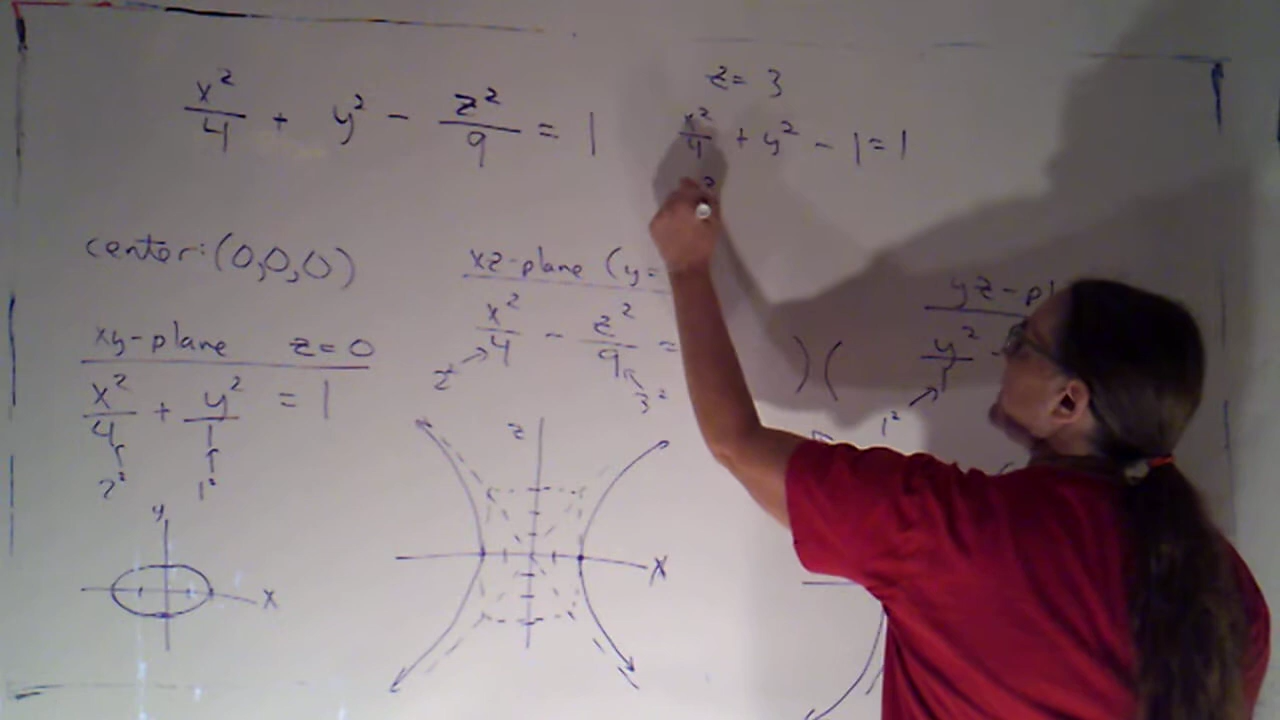 x²/4 + y² - z²/9 = 1
z = 3
x²/4 + y² - 1 = 1
center: (0,0,0)
xy-plane z=0
x²/4 + y²/1 = 1
2² 1²
y
x
xz-plane (y=
x²/4 - z²/9 =
2² 3²
)(
z
x
yz-pl
y²/1
1²